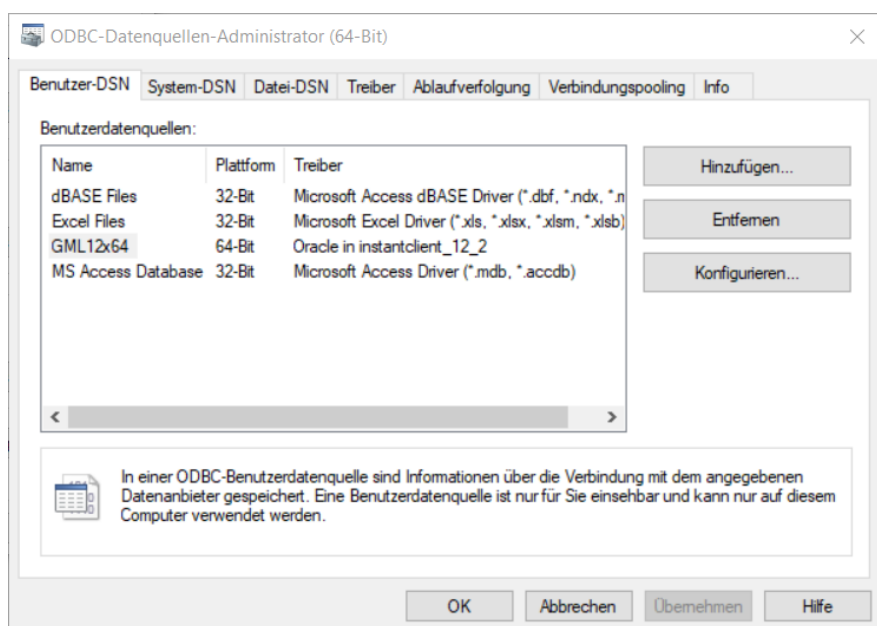 ODBC-Datenquellen-Administrator (64-Bit)
Benutzer-DSN System-DSN Datei-DSN Treiber Ablaufverfolgung Verbindungspooling Info
Benutzerdatenquellen:
Name Plattform Treiber
dBASE Files 32-Bit Microsoft Access dBASE Driver (*.dbf, *.ndx, *.n
Excel Files 32-Bit Microsoft Excel Driver (*.xls, *.xlsx, *.xlsm, *.xlsb)
GML12x64 64-Bit Oracle in instantclient_12_2
MS Access Database 32-Bit Microsoft Access Driver (*.mdb, *.accdb)
Hinzufügen...
Entfernen
Konfigurieren...
In einer ODBC-Benutzerdatenquelle sind Informationen über die Verbindung mit dem angegebenen
Datenanbieter gespeichert. Eine Benutzerdatenquelle ist nur für Sie einsehbar und kann nur auf diesem
Computer verwendet werden.
OK Abbrechen Übernehmen Hilfe